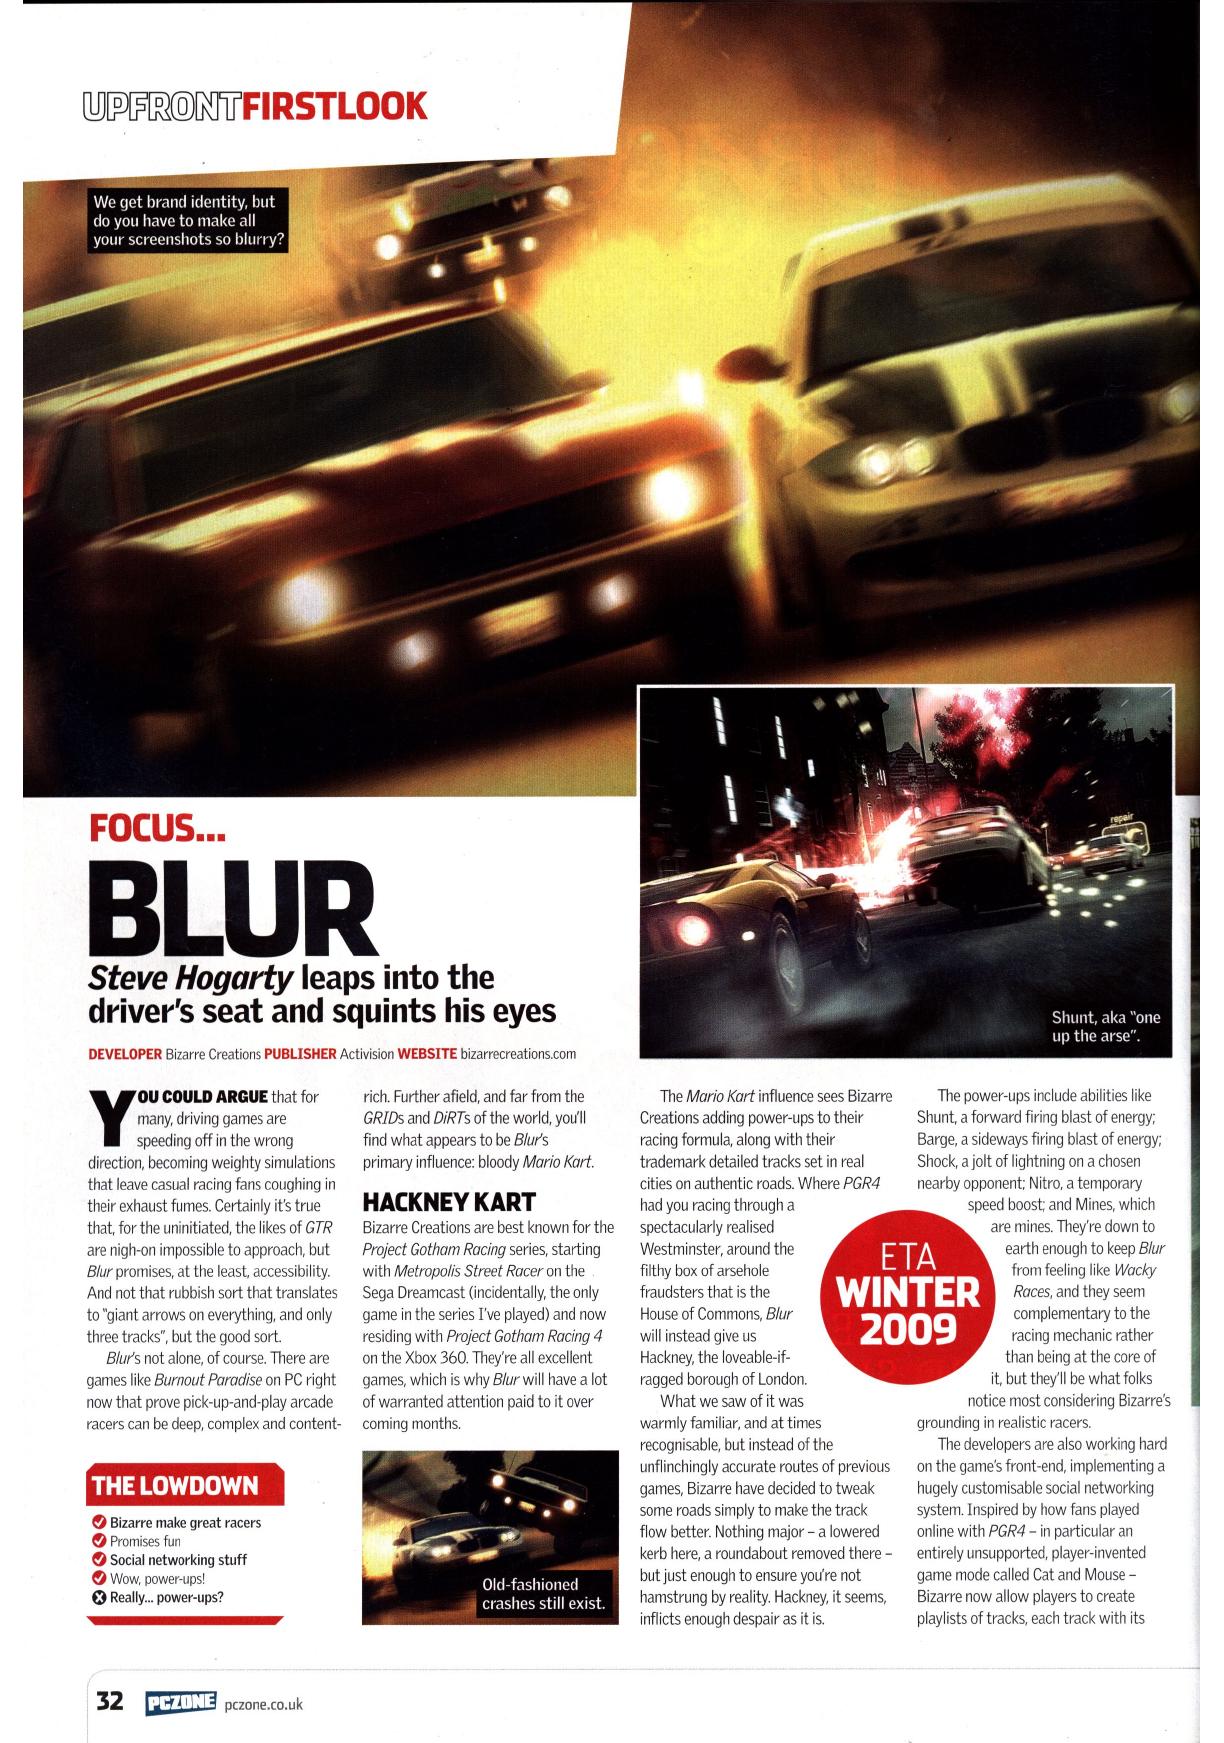 UPFRONTFIRSTLOOK
We get brand identity, but
do you have to make all
your screenshots so blurry?
repair
Shunt, aka "one
up the arse".
FOCUS...
BLUR
Steve Hogarty leaps into the
driver's seat and squints his eyes
DEVELOPER Bizarre Creations PUBLISHER Activision WEBSITE bizarrecreations.com
YOU COULD ARGUE that for
many, driving games are
speeding off in the wrong
direction, becoming weighty simulations
that leave casual racing fans coughing in
their exhaust fumes. Certainly it's true
that, for the uninitiated, the likes of GTR
are nigh-on impossible to approach, but
Blur promises, at the least, accessibility.
And not that rubbish sort that translates
to "giant arrows on everything, and only
three tracks", but the good sort.
Blur's not alone, of course. There are
games like Burnout Paradise on PC right
now that prove pick-up-and-play arcade
racers can be deep, complex and content-
THE LOWDOWN
Bizarre make great racers
Promises fun
Social networking stuff
Wow, power-ups!
Really... power-ups?
rich. Further afield, and far from the
GRIDs and DiRTs of the world, you'll
find what appears to be Blur's
primary influence: bloody Mario Kart.
HACKNEY KART
Bizarre Creations are best known for the
Project Gotham Racing series, starting
with Metropolis Street Racer on the
Sega Dreamcast (incidentally, the only
game in the series I've played) and now
residing with Project Gotham Racing 4
on the Xbox 360. They're all excellent
games, which is why Blur will have a lot
of warranted attention paid to it over
coming months.
Old-fashioned
crashes still exist.
The Mario Kart influence sees Bizarre
Creations adding power-ups to their
racing formula, along with their
trademark detailed tracks set in real
cities on authentic roads. Where PGR4
had you racing through a
spectacularly realised
Westminster, around the
filthy box of arsehole
fraudsters that is the
House of Commons, Blur
will instead give us
Hackney, the loveable-if-
ragged borough of London.
What we saw of it was
warmly familiar, and at times
recognisable, but instead of the
unflinchingly accurate routes of previous
games, Bizarre have decided to tweak
some roads simply to make the track
flow better. Nothing major – a lowered
kerb here, a roundabout removed there –
but just enough to ensure you're not
hamstrung by reality. Hackney, it seems,
inflicts enough despair as it is.
ETA
WINTER
2009
The power-ups include abilities like
Shunt, a forward firing blast of energy;
Barge, a sideways firing blast of energy;
Shock, a jolt of lightning on a chosen
nearby opponent; Nitro, a temporary
speed boost; and Mines, which
are mines. They're down to
earth enough to keep Blur
from feeling like Wacky
Races, and they seem
complementary to the
racing mechanic rather
than being at the core of
it, but they'll be what folks
notice most considering Bizarre's
grounding in realistic racers.
The developers are also working hard
on the game's front-end, implementing a
hugely customisable social networking
system. Inspired by how fans played
online with PGR4 – in particular an
entirely unsupported, player-invented
game mode called Cat and Mouse –
Bizarre now allow players to create
playlists of tracks, each track with its
32 PCZONE pczone.co.uk